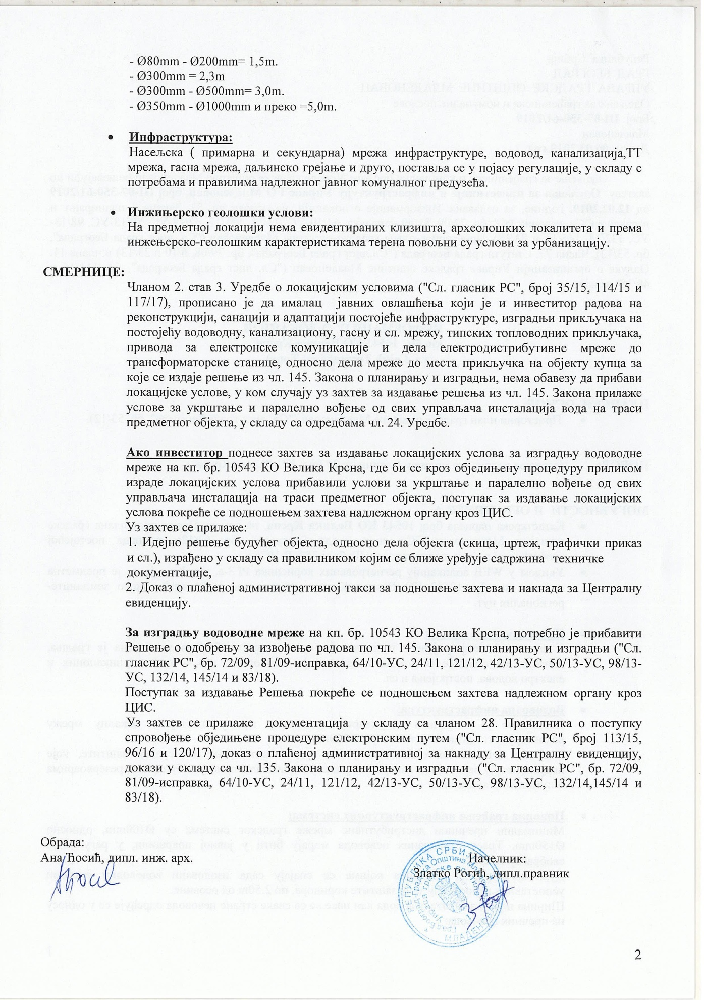 - Ø80mm - Ø200mm= 1,5m.
- Ø300mm = 2,3m
- Ø300mm - Ø500mm= 3,0m.
- Ø350mm - Ø1000mm и преко =5,0m.
• Инфраструктура:
Насељска ( примарна и секундарна) мрежа инфраструктуре, водовод, канализација,ТТ
мрежа, гасна мрежа, даљинско грејање и друго, поставља се у појасу регулације, у складу с
потребама и правилима надлежног јавног комуналног предузећа.
• Инжињерско геолошки услови:
На предметној локацији нема евидентираних клизишта, археолошких локалитета и према
инжењерско-геолошким карактеристикама терена повољни су услови за урбанизацију.
СМЕРНИЦЕ:
Чланом 2. став 3. Уредбе о локацијским условима ("Сл. гласник РС", број 35/15, 114/15 и
117/17), прописано је да ималац јавних овлашћења који је и инвеститор радова на
реконструкцији, санацији и адаптацији постојеће инфраструктуре, изградњи прикључака на
постојећу водоводну, канализациону, гасну и сл. мрежу, типских топловодних прикључака,
привода за електронске комуникације и дела електродистрибутивне мреже до
трансформаторске станице, односно дела мреже до места прикључка на објекту купца за
које се издаје решење из чл. 145. Закона о планирању и изградњи, нема обавезу да прибави
локацијске услове, у ком случају уз захтев за издавање решења из чл. 145. Закона прилаже
услове за укрштање и паралелно вођење од свих управљача инсталација вода на траси
предметног објекта, у складу са одредбама чл. 24. Уредбе.
Ако инвеститор поднесе захтев за издавање локацијских услова за изградњу водоводне
мреже на кп. бр. 10543 КО Велика Крсна, где би се кроз обједињену процедуру приликом
израде локацијских услова прибавили услови за укрштање и паралелно вођење од свих
управљача инсталација на траси предметног објекта, поступак за издавање локацијских
услова покреће се подношењем захтева надлежном органу кроз ЦИС.
Уз захтев се прилаже:
1. Идејно решење будућег објекта, односно дела објекта (скица, цртеж, графички приказ
и сл.), израђено у складу са правилником којим се ближе уређује садржина техничке
документације,
2. Доказ о плаћеној административној такси за подношење захтева и накнада за Централну
евиденцију.
За изградњу водоводне мреже на кп. бр. 10543 КО Велика Крсна, потребно је прибавити
Решење о одобрењу за извођење радова по чл. 145. Закона о планирању и изградњи ("Сл.
гласник РС", бр. 72/09, 81/09-исправка, 64/10-УС, 24/11, 121/12, 42/13-УС, 50/13-УС, 98/13-
УС, 132/14, 145/14 и 83/18).
Поступак за издавање Решења покреће се подношењем захтева надлежном органу кроз
ЦИС.
Уз захтев се прилаже документација у складу са чланом 28. Правилника о поступку
спровођење обједињене процедуре електронским путем ("Сл. гласник РС", број 113/15,
96/16 и 120/17), доказ о плаћеној административној за накнаду за Централну евиденцију,
докази у складу са чл. 135. Закона о планирању и изградњи ("Сл. гласник РС", бр. 72/09,
81/09-исправка, 64/10-УС, 24/11, 121/12, 42/13-УС, 50/13-УС, 98/13-УС, 132/14,145/14 и
83/18).
Обрада:
Ана Ћосић, дипл. инж. арх.
Начелник:
Златко Рогић, дипл.правник
РЕПУБЛИКА СРБИЈА
МЛАДЕНОВАЦ
2